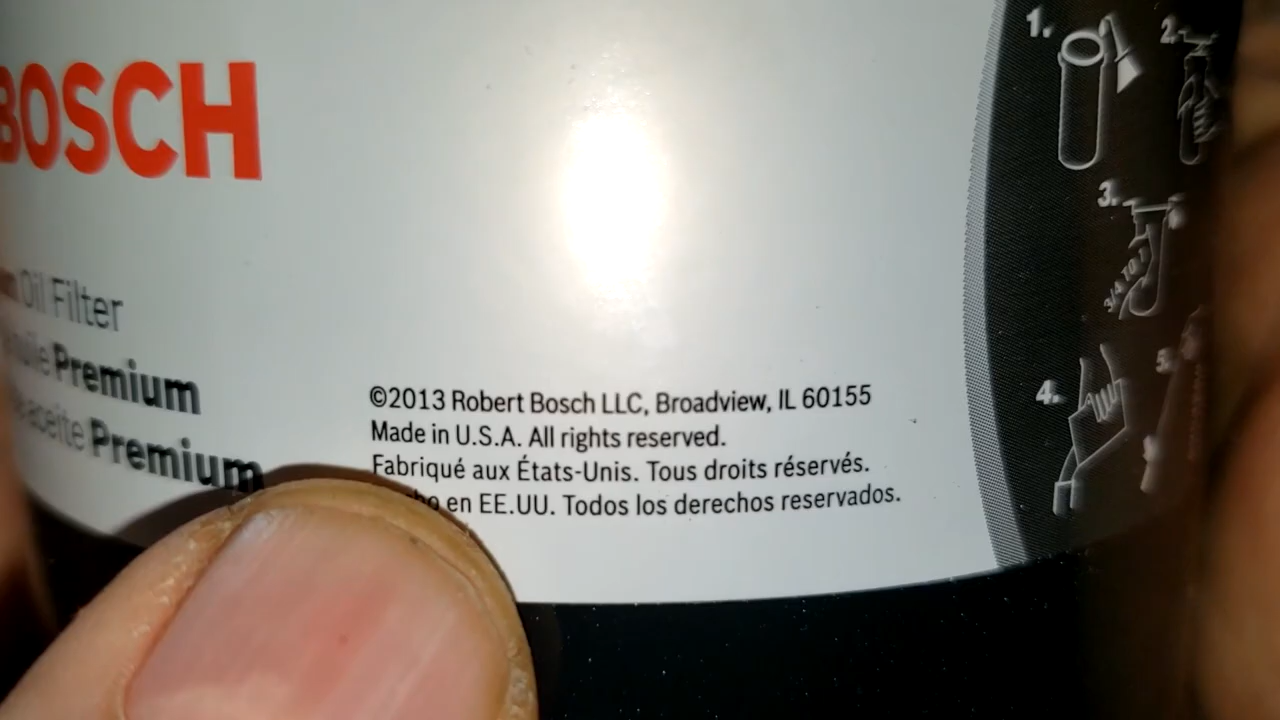 BOSCH
Oil Filter
Premium
aceite Premium
©2013 Robert Bosch LLC, Broadview, IL 60155
Made in U.S.A. All rights reserved.
Fabriqué aux États-Unis. Tous droits réservés.
en EE.UU. Todos los derechos reservados.
1.
2.
3.
3/4 TO 1
4.
5.